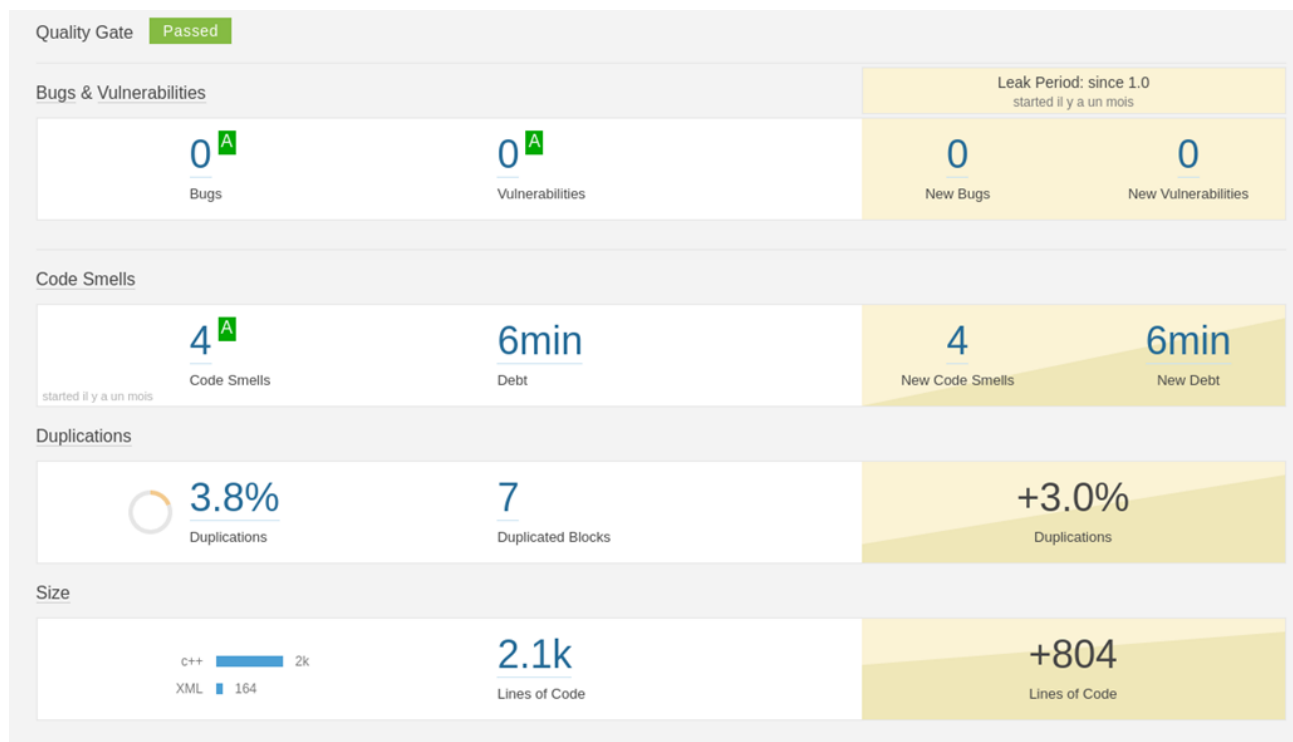 Quality Gate Passed
Bugs & Vulnerabilities
Leak Period: since 1.0
started il y a un mois
0 A 0 A 0 0
Bugs Vulnerabilities New Bugs New Vulnerabilities
Code Smells
4 A 6min 4 6min
Code Smells Debt New Code Smells New Debt
started il y a un mois
Duplications
3.8% 7 +3.0%
Duplications Duplicated Blocks Duplications
Size
c++ 2k
XML 164
2.1k +804
Lines of Code Lines of Code